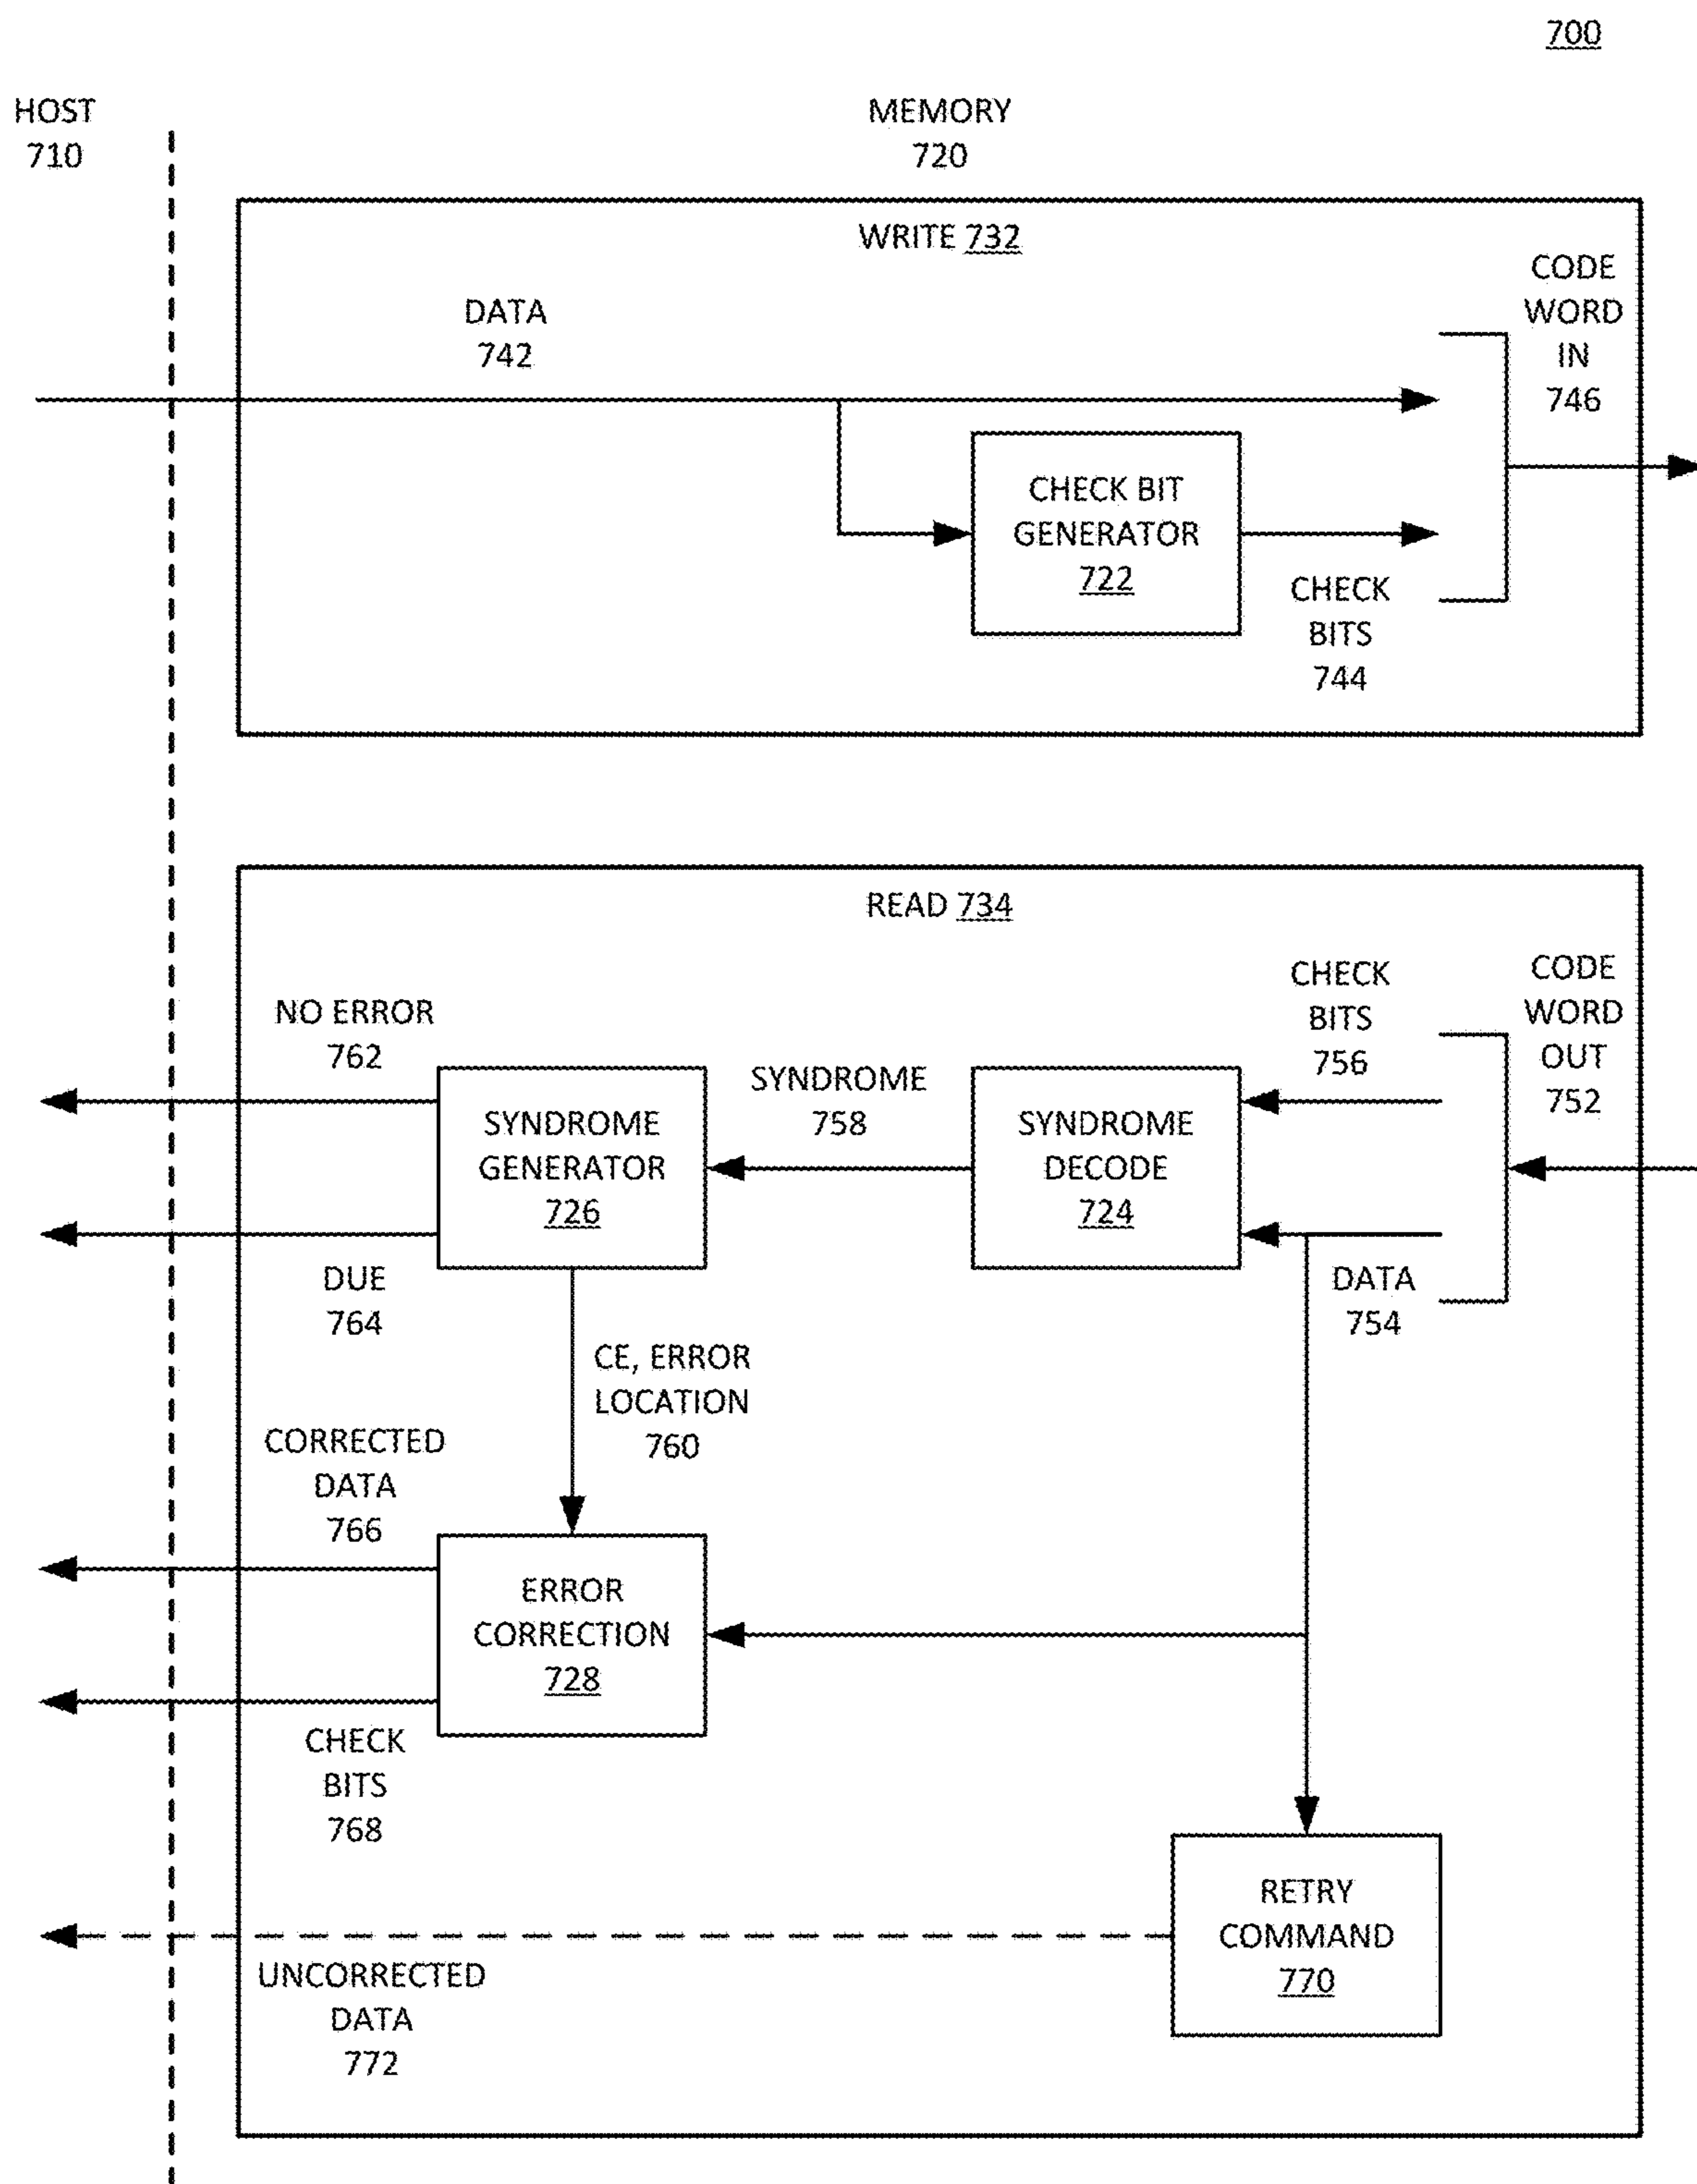 700
HOST
710
MEMORY
720
WRITE 732
DATA
742
CODE
WORD
IN
746
CHECK BIT
GENERATOR
722
CHECK
BITS
744
READ 734
NO ERROR
762
SYNDROME
GENERATOR
726
SYNDROME
758
SYNDROME
DECODE
724
CHECK
BITS
756
CODE
WORD
OUT
752
DUE
764
DATA
754
CE, ERROR
LOCATION
760
CORRECTED
DATA
766
ERROR
CORRECTION
728
CHECK
BITS
768
RETRY
COMMAND
770
UNCORRECTED
DATA
772